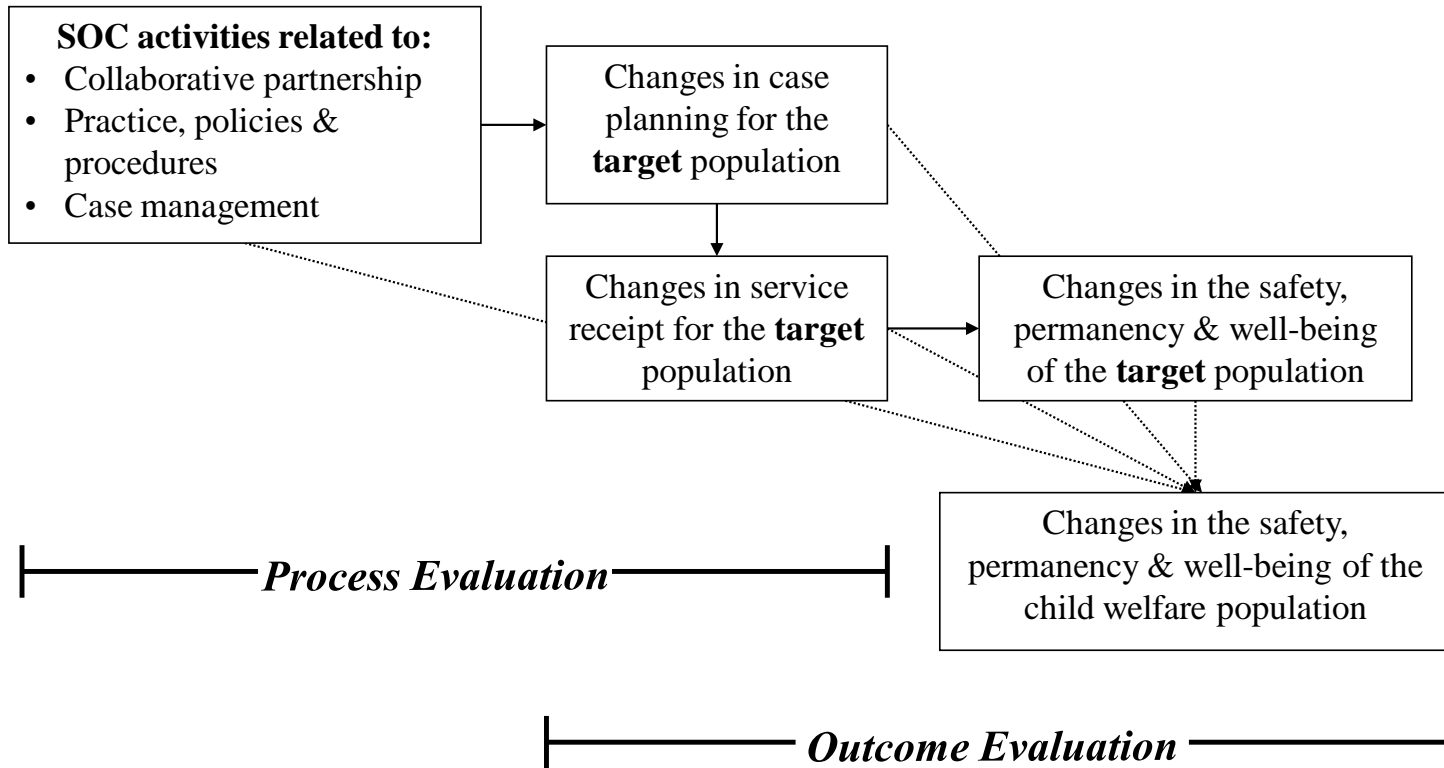 SOC activities related to:
• Collaborative partnership
• Practice, policies &
procedures
• Case management
Changes in case
planning for the
target population
Changes in service
receipt for the target
population
Changes in the safety,
permanency & well-being
of the target population
Changes in the safety,
permanency & well-being of the
child welfare population
Process Evaluation
Outcome Evaluation